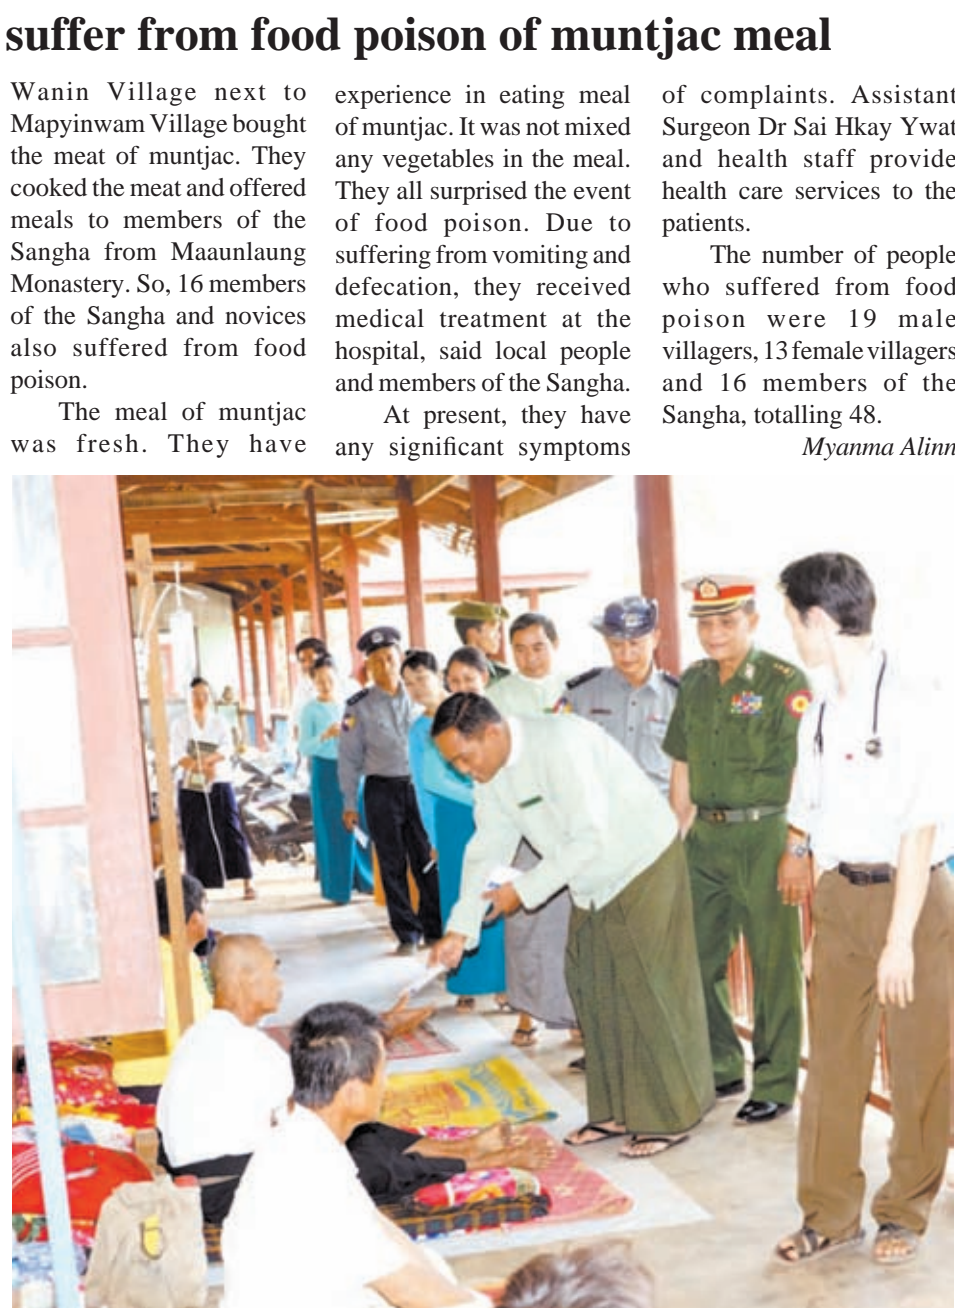 suffer from food poison of muntjac meal
Wanin Village next to
Mapyinwam Village bought
the meat of muntjac. They
cooked the meat and offered
meals to members of the
Sangha from Maaunlaung
Monastery. So, 16 members
of the Sangha and novices
also suffered from food
poison.
The meal of muntjac
was fresh. They have
experience in eating meal
of muntjac. It was not mixed
any vegetables in the meal.
They all surprised the event
of food poison. Due to
suffering from vomiting and
defecation, they received
medical treatment at the
hospital, said local people
and members of the Sangha.
At present, they have
any significant symptoms
of complaints. Assistant
Surgeon Dr Sai Hkay Ywat
and health staff provide
health care services to the
patients.
The number of people
who suffered from food
poison were 19 male
villagers, 13 female villagers
and 16 members of the
Sangha, totalling 48.
Myanma Alinn